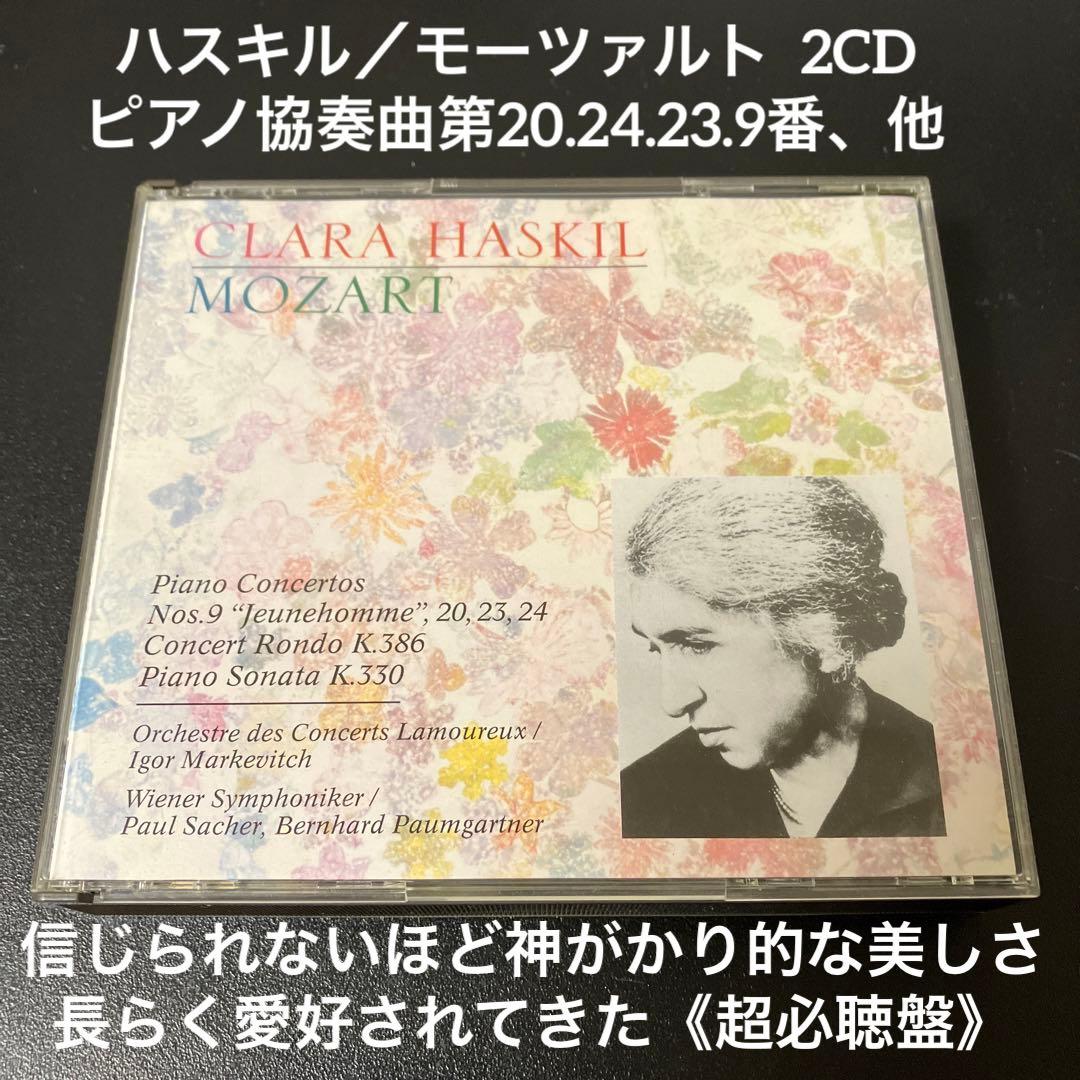 ハスキル／モーツァルト 2CD
ピアノ協奏曲第20.24.23.9番、他
CLARA HASKIL
MOZART
Piano Concertos
Nos.9 “Jeunehomme”, 20, 23, 24
Concert Rondo K.386
Piano Sonata K.330
Orchestre des Concerts Lamoureux /
Igor Markevitch
Wiener Symphoniker /
Paul Sacher, Bernhard Paumgartner
信じられないほど神がかり的な美しさ
長らく愛好されてきた《超必聴盤》